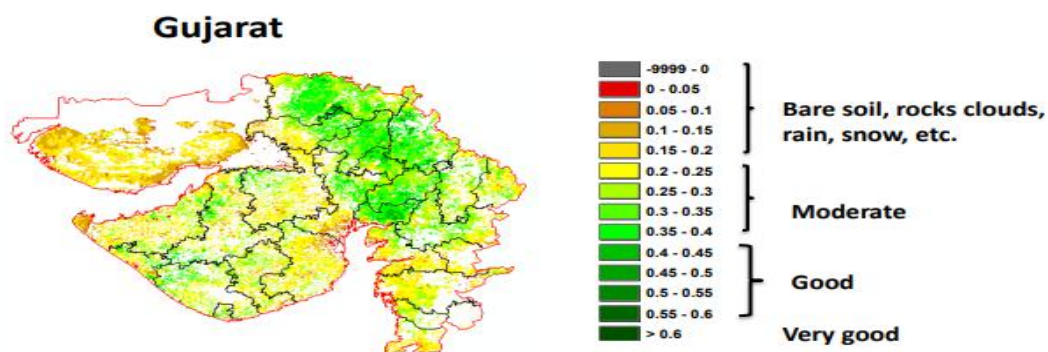 Gujarat
-9999 - 0
0 - 0.05
0.05 - 0.1
0.1 - 0.15
0.15 - 0.2
0.2 - 0.25
0.25 - 0.3
0.3 - 0.35
0.35 - 0.4
0.4 - 0.45
0.45 - 0.5
0.5 - 0.55
0.55 - 0.6
> 0.6
Bare soil, rocks clouds,
rain, snow, etc.
Moderate
Good
Very good